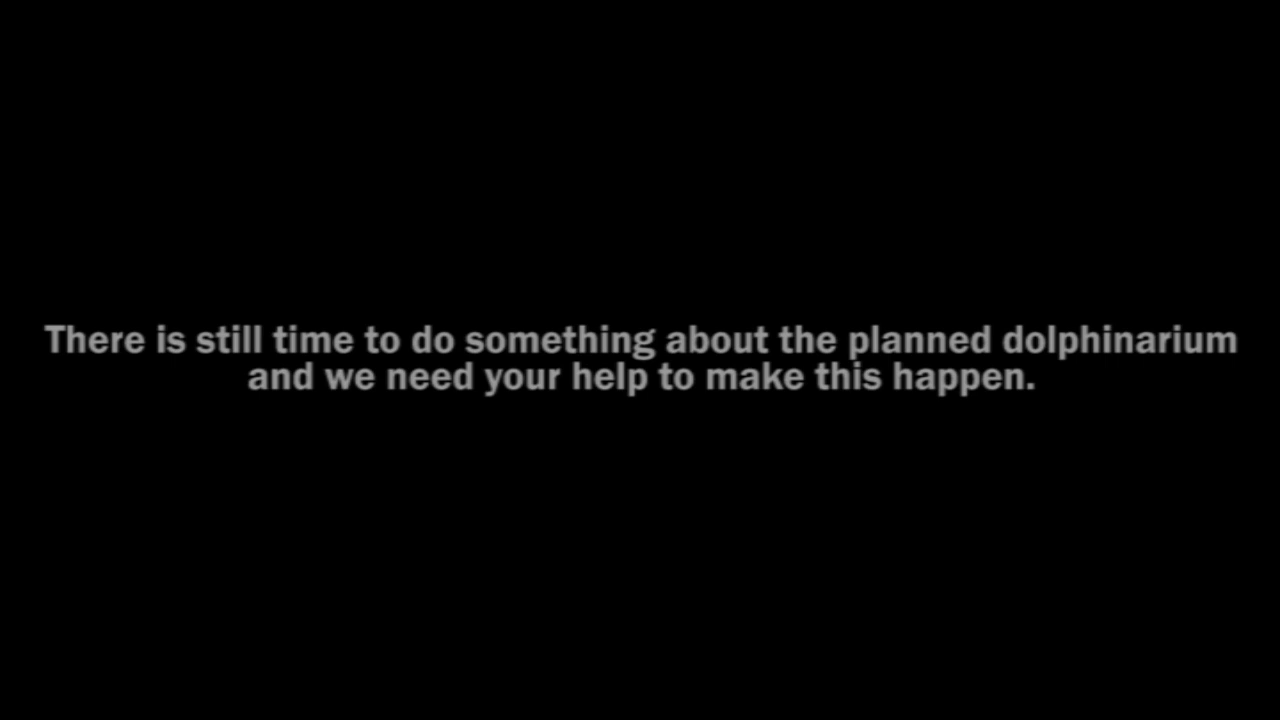 There is still time to do something about the planned dolphinarium
and we need your help to make this happen.